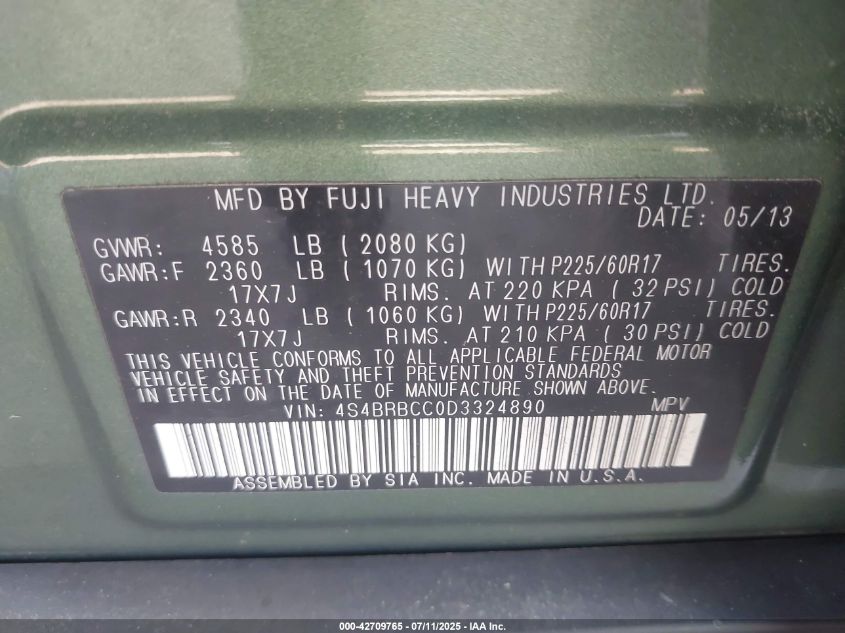 MFD BY FUJI HEAVY INDUSTRIES LTD.
DATE: 05/13
GVWR: 4585 LB ( 2080 KG)
GAWR:F 2360 LB ( 1070 KG) WITH P225/60R17 TIRES.
17X7J RIMS. AT 220 KPA ( 32 PSI) COLD
GAWR:R 2340 LB ( 1060 KG) WITH P225/60R17 TIRES.
17X7J RIMS. AT 210 KPA ( 30 PSI) COLD
THIS VEHICLE CONFORMS TO ALL APPLICABLE FEDERAL MOTOR
VEHICLE SAFETY AND THEFT PREVENTION STANDARDS
IN EFFECT ON THE DATE OF MANUFACTURE SHOWN ABOVE.
VIN: 4S4BRBCC0D3324890 MPV
ASSEMBLED BY SIA INC. MADE IN U.S.A.
000-42709765 - 07/11/2025 - IAA Inc.